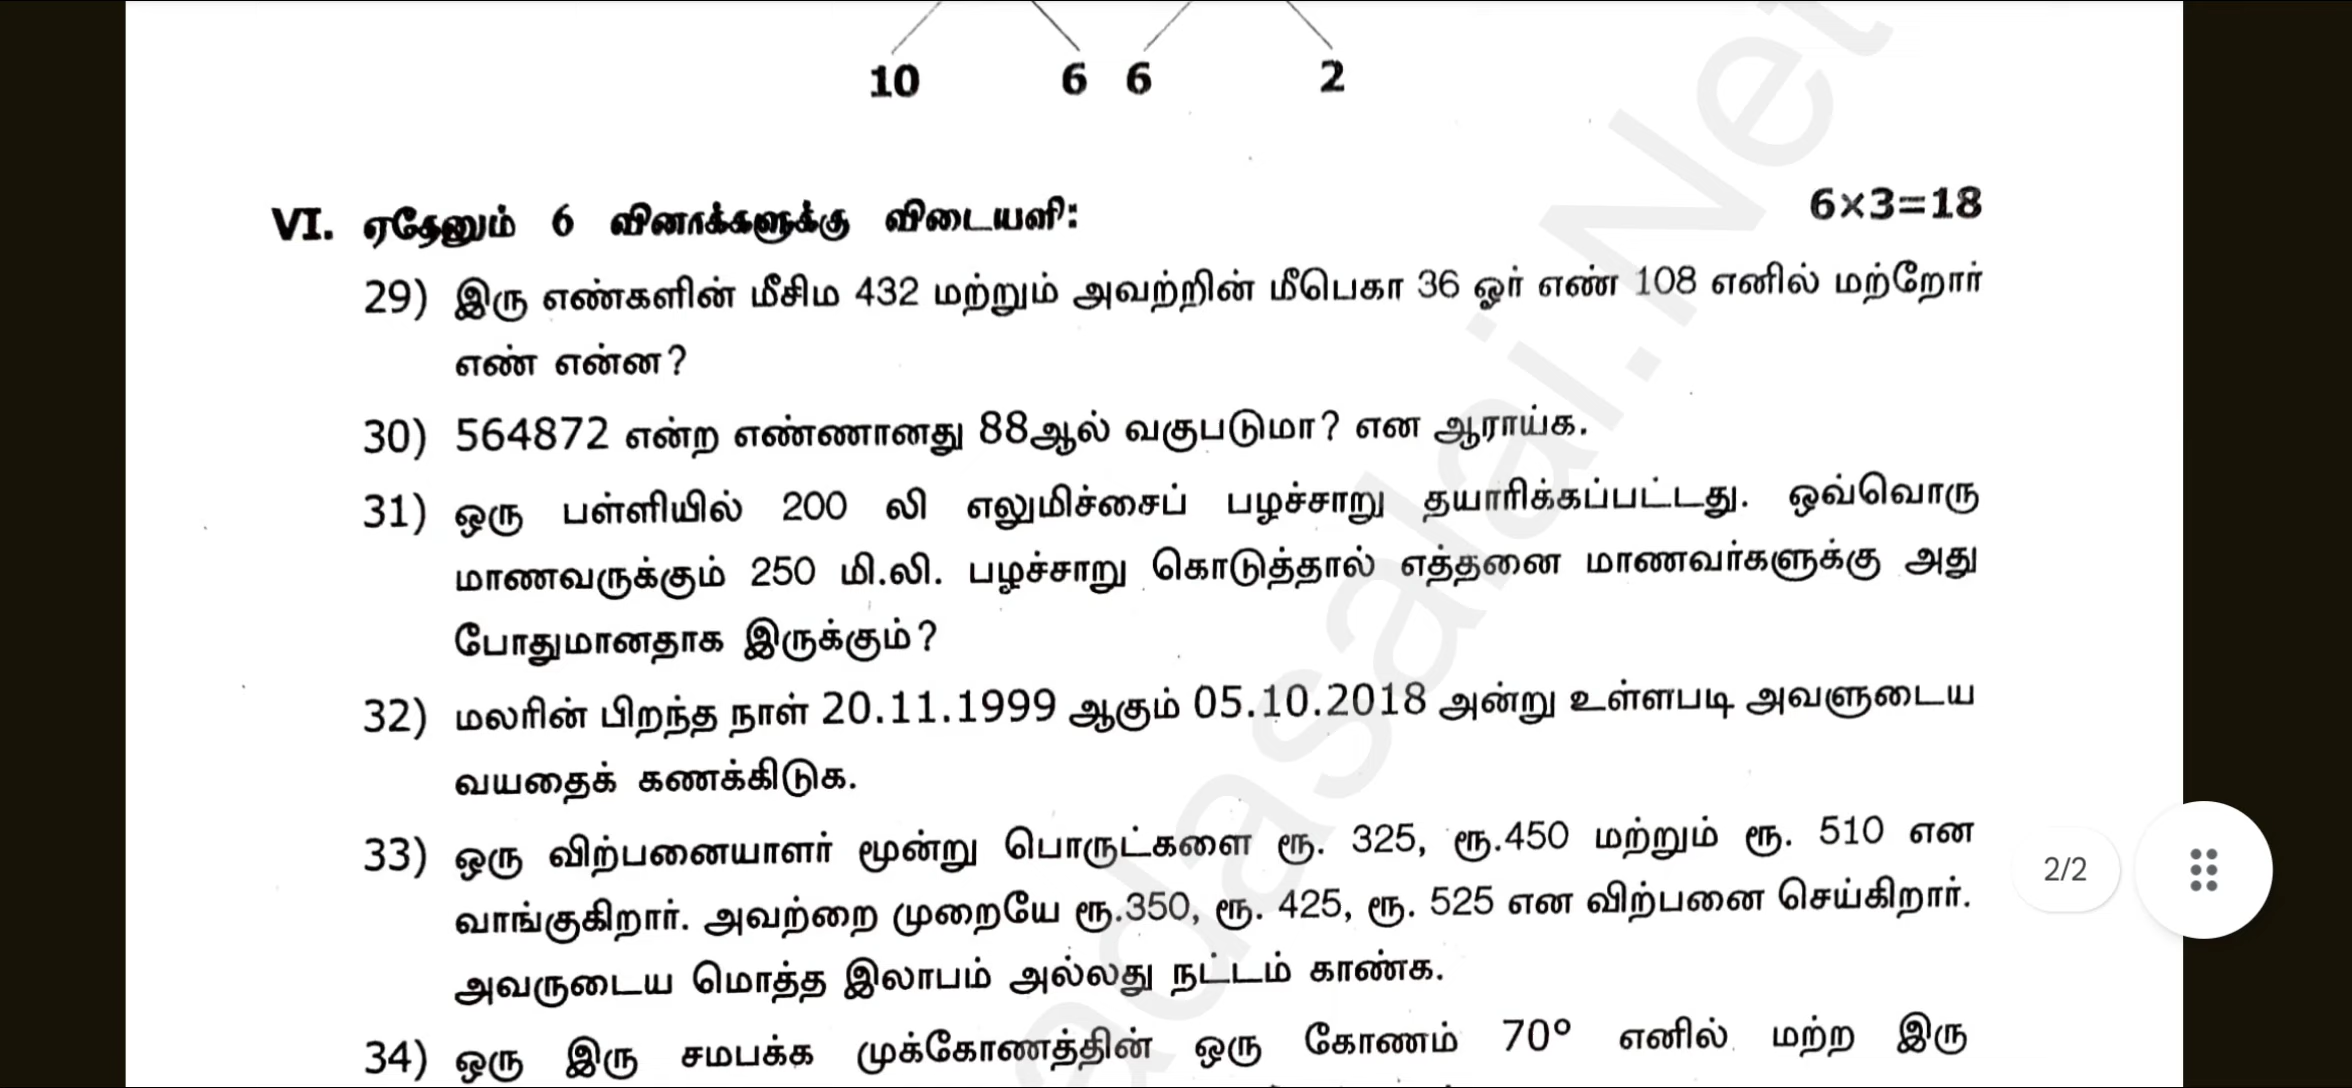 10 6 6 2
VI. ஏதேனும் 6 வினாக்களுக்கு விடையளி: 6×3=18
29) இரு எண்களின் மீசிம 432 மற்றும் அவற்றின் மீபெகா 36 ஓர் எண் 108 எனில் மற்றோர்
எண் என்ன?
30) 564872 என்ற எண்ணானது 88ஆல் வகுபடுமா? என ஆராய்க.
31) ஒரு பள்ளியில் 200 லி எலுமிச்சைப் பழச்சாறு தயாரிக்கப்பட்டது. ஒவ்வொரு
மாணவருக்கும் 250 மி.லி. பழச்சாறு கொடுத்தால் எத்தனை மாணவர்களுக்கு அது
போதுமானதாக இருக்கும்?
32) மலரின் பிறந்த நாள் 20.11.1999 ஆகும் 05.10.2018 அன்று உள்ளபடி அவளுடைய
வயதைக் கணக்கிடுக.
33) ஒரு விற்பனையாளர் மூன்று பொருட்களை ரூ. 325, ரூ.450 மற்றும் ரூ. 510 என
வாங்குகிறார். அவற்றை முறையே ரூ.350, ரூ. 425, ரூ. 525 என விற்பனை செய்கிறார்.
அவருடைய மொத்த இலாபம் அல்லது நட்டம் காண்க.
34) ஒரு இரு சமபக்க முக்கோணத்தின் ஒரு கோணம் 70° எனில் மற்ற இரு
2/2
adasalai.Net